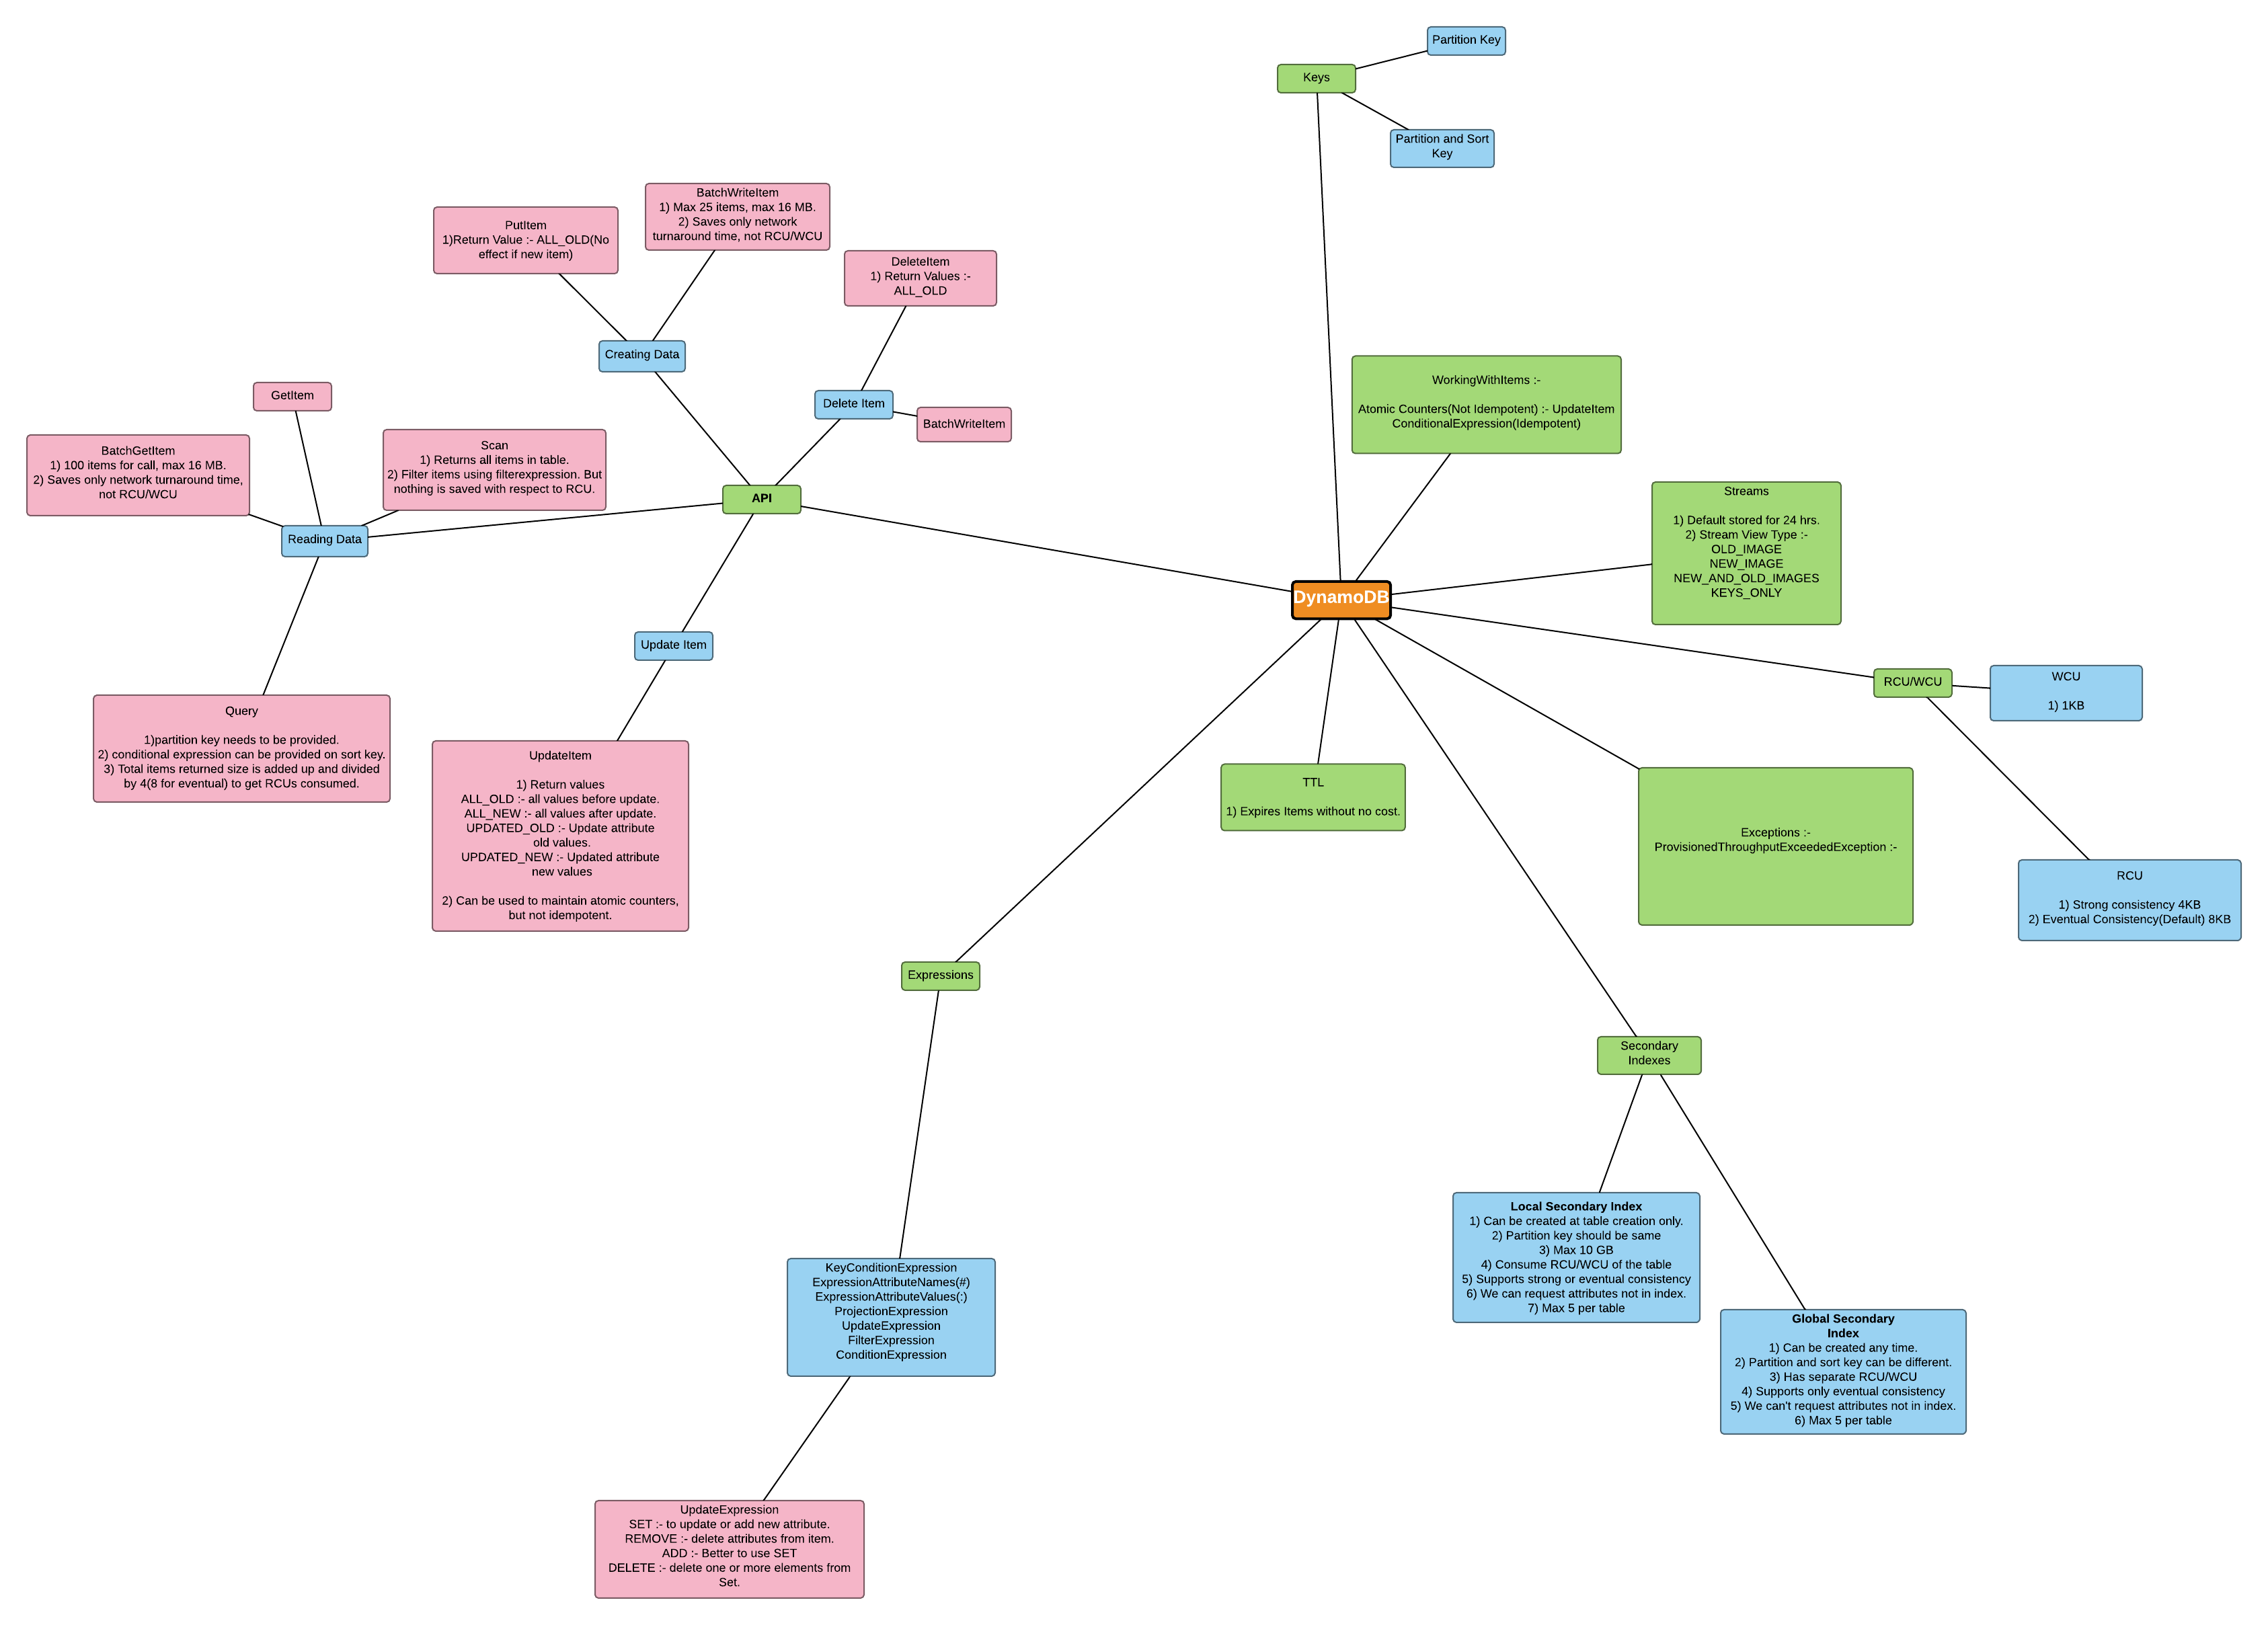 Partition Key
Keys
Partition and Sort
Key
BatchWriteItem
1) Max 25 items, max 16 MB.
2) Saves only network
turnaround time, not RCU/WCU
PutItem
1)Return Value :- ALL_OLD(No
effect if new item)
DeleteItem
1) Return Values :-
ALL_OLD
Creating Data
Delete Item
BatchWriteItem
GetItem
BatchGetItem
1) 100 items for call, max 16 MB.
2) Saves only network turnaround time,
not RCU/WCU
Scan
1) Returns all items in table.
2) Filter items using filterexpression. But
nothing is saved with respect to RCU.
API
Reading Data
WorkingWithItems :-
Atomic Counters(Not Idempotent) :- UpdateItem
ConditionalExpression(Idempotent)
Streams
1) Default stored for 24 hrs.
2) Stream View Type :-
OLD_IMAGE
NEW_IMAGE
NEW_AND_OLD_IMAGES
KEYS_ONLY
DynamoDB
Update Item
RCU/WCU
WCU
1) 1KB
Query
1)partition key needs to be provided.
2) conditional expression can be provided on sort key.
3) Total items returned size is added up and divided
by 4(8 for eventual) to get RCUs consumed.
UpdateItem
1) Return values
ALL_OLD :- all values before update.
ALL_NEW :- all values after update.
UPDATED_OLD :- Update attribute
old values.
UPDATED_NEW :- Updated attribute
new values
2) Can be used to maintain atomic counters,
but not idempotent.
TTL
1) Expires Items without no cost.
Exceptions :-
ProvisionedThroughputExceededException :-
RCU
1) Strong consistency 4KB
2) Eventual Consistency(Default) 8KB
Expressions
Secondary
Indexes
Local Secondary Index
1) Can be created at table creation only.
2) Partition key should be same
3) Max 10 GB
4) Consume RCU/WCU of the table
5) Supports strong or eventual consistency
6) We can request attributes not in index.
7) Max 5 per table
KeyConditionExpression
ExpressionAttributeNames(#)
ExpressionAttributeValues(:)
ProjectionExpression
UpdateExpression
FilterExpression
ConditionExpression
Global Secondary
Index
1) Can be created any time.
2) Partition and sort key can be different.
3) Has separate RCU/WCU
4) Supports only eventual consistency
5) We can't request attributes not in index.
6) Max 5 per table
UpdateExpression
SET :- to update or add new attribute.
REMOVE :- delete attributes from item.
ADD :- Better to use SET
DELETE :- delete one or more elements from
Set.